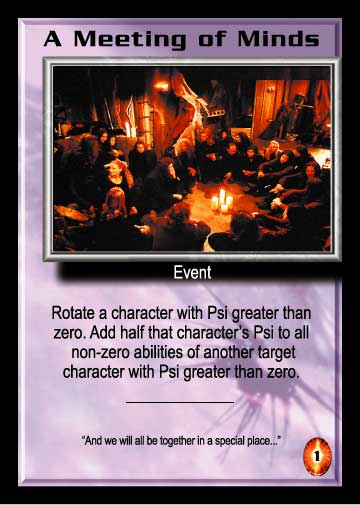 A Meeting of Minds
Event
Rotate a character with Psi greater than
zero. Add half that character's Psi to all
non-zero abilities of another target
character with Psi greater than zero.
"And we will all be together in a special place..."
1